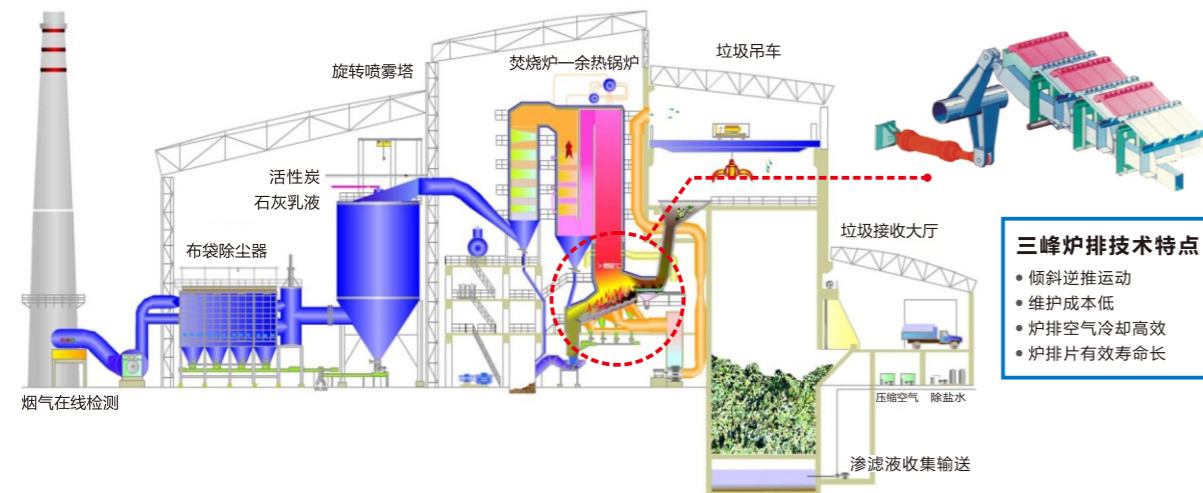 垃圾吊车
焚烧炉—余热锅炉
旋转喷雾塔
活性炭
石灰乳液
布袋除尘器
垃圾接收大厅
>850℃
烟气在线检测
压缩空气
除盐水
渗滤液收集输送
三峰炉排技术特点
• 倾斜逆推运动
• 维护成本低
• 炉排空气冷却高效
• 炉排片有效寿命长